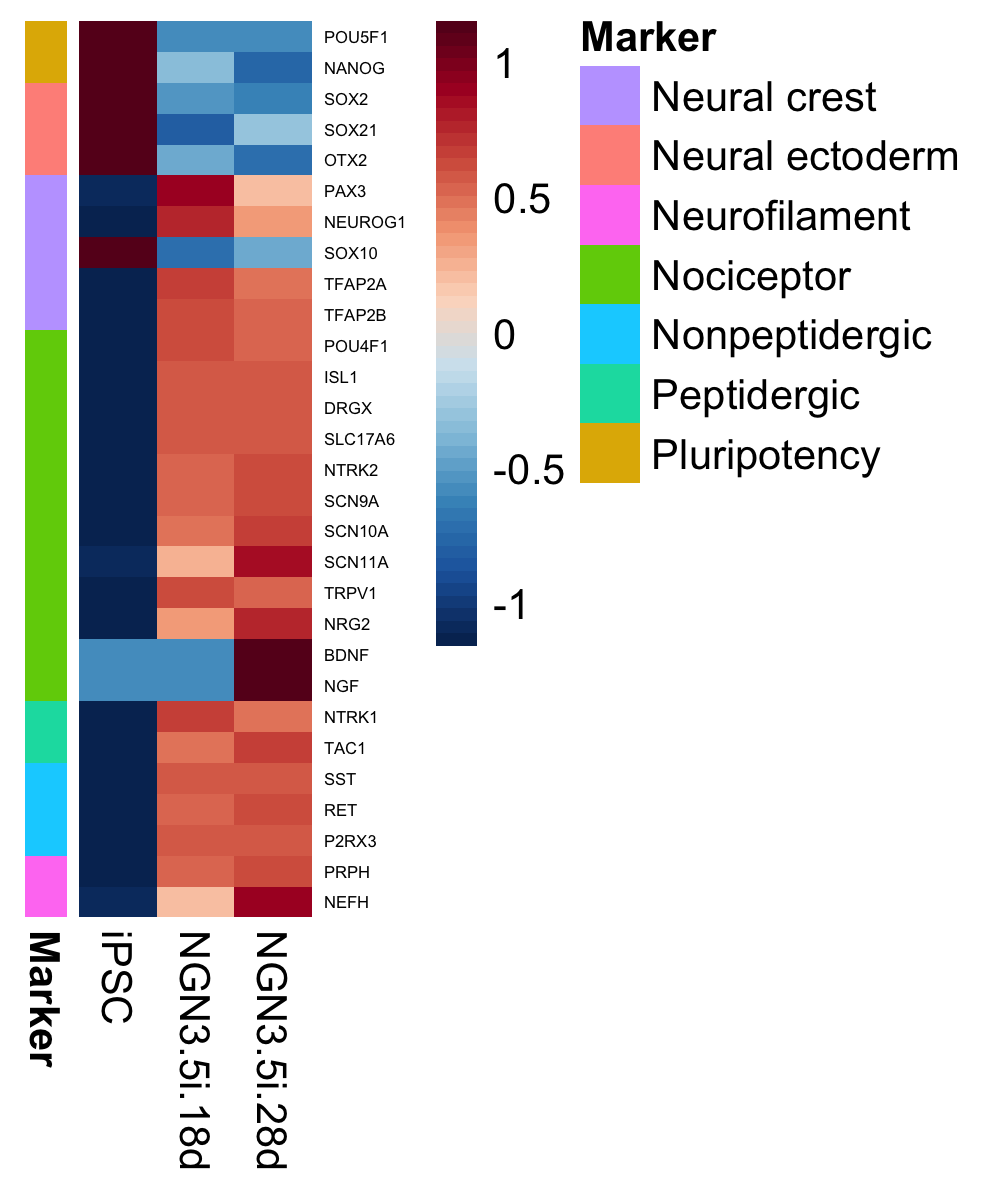 POU5F1
NANOG
SOX2
SOX21
OTX2
PAX3
NEUROG1
SOX10
TFAP2A
TFAP2B
POU4F1
ISL1
DRGX
SLC17A6
NTRK2
SCN9A
SCN10A
SCN11A
TRPV1
NRG2
BDNF
NGF
NTRK1
TAC1
SST
RET
P2RX3
PRPH
NEFH
Marker
iPSC
NGN3.5i.18d
NGN3.5i.28d
1
0.5
0
-0.5
-1
Marker
Neural crest
Neural ectoderm
Neurofilament
Nociceptor
Nonpeptidergic
Peptidergic
Pluripotency